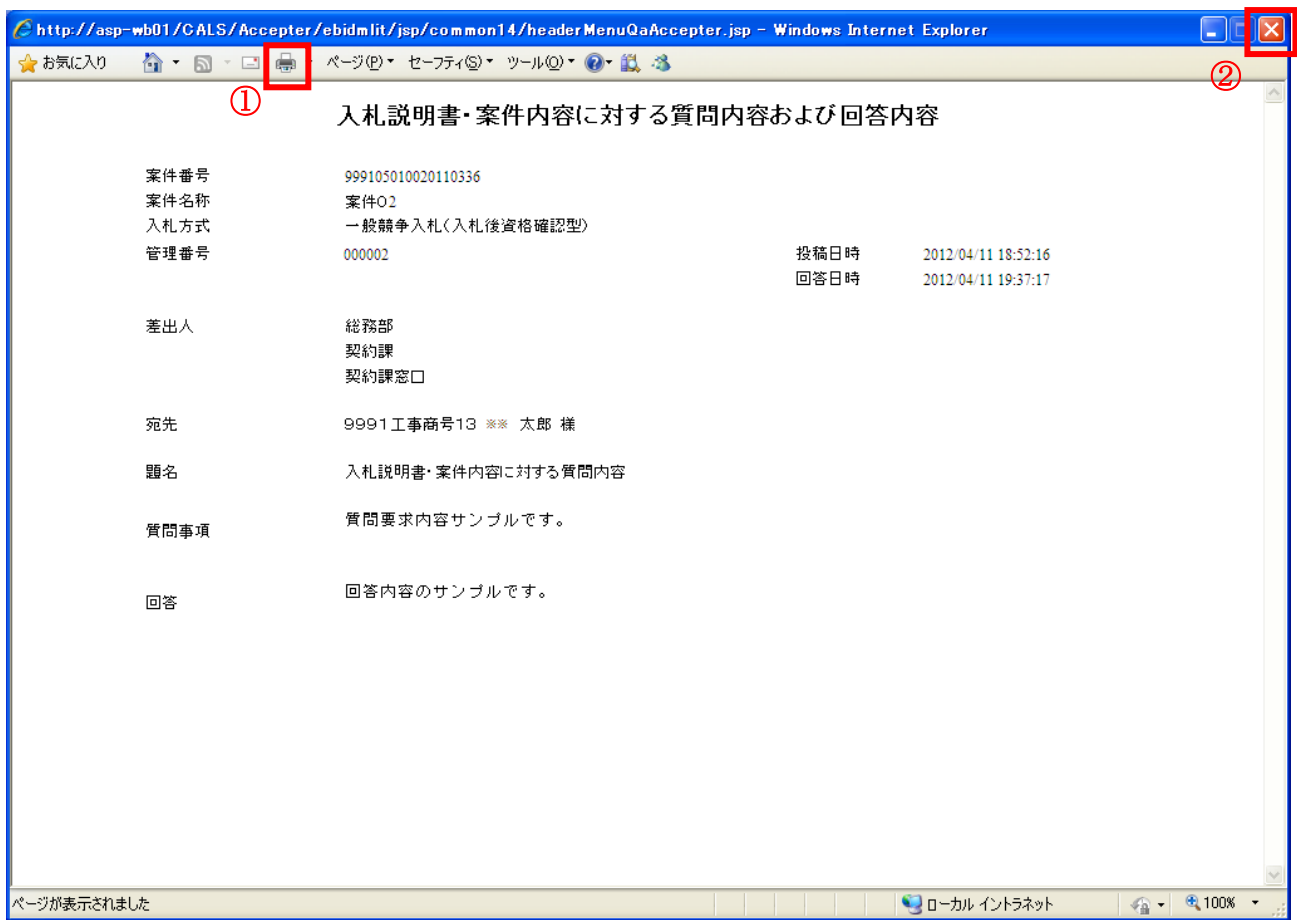 http://asp-wb01/CALS/Accepter/ebidmlit/jsp/common14/headerMenuQaAccepter.jsp - Windows Internet Explorer
お気に入り ページ(P) セーフティ(S) ツール(O)
① ②
入札説明書・案件内容に対する質問内容および回答内容
案件番号 999105010020110336
案件名称 案件02
入札方式 一般競争入札(入札後資格確認型)
管理番号 000002 投稿日時 2012/04/11 18:52:16
回答日時 2012/04/11 19:37:17
差出人 総務部
契約課
契約課窓口
宛先 9991工事商号13 ※※ 太郎 様
題名 入札説明書・案件内容に対する質問内容
質問事項 質問要求内容サンプルです。
回答 回答内容のサンプルです。
ページが表示されました ローカル イントラネット 100%